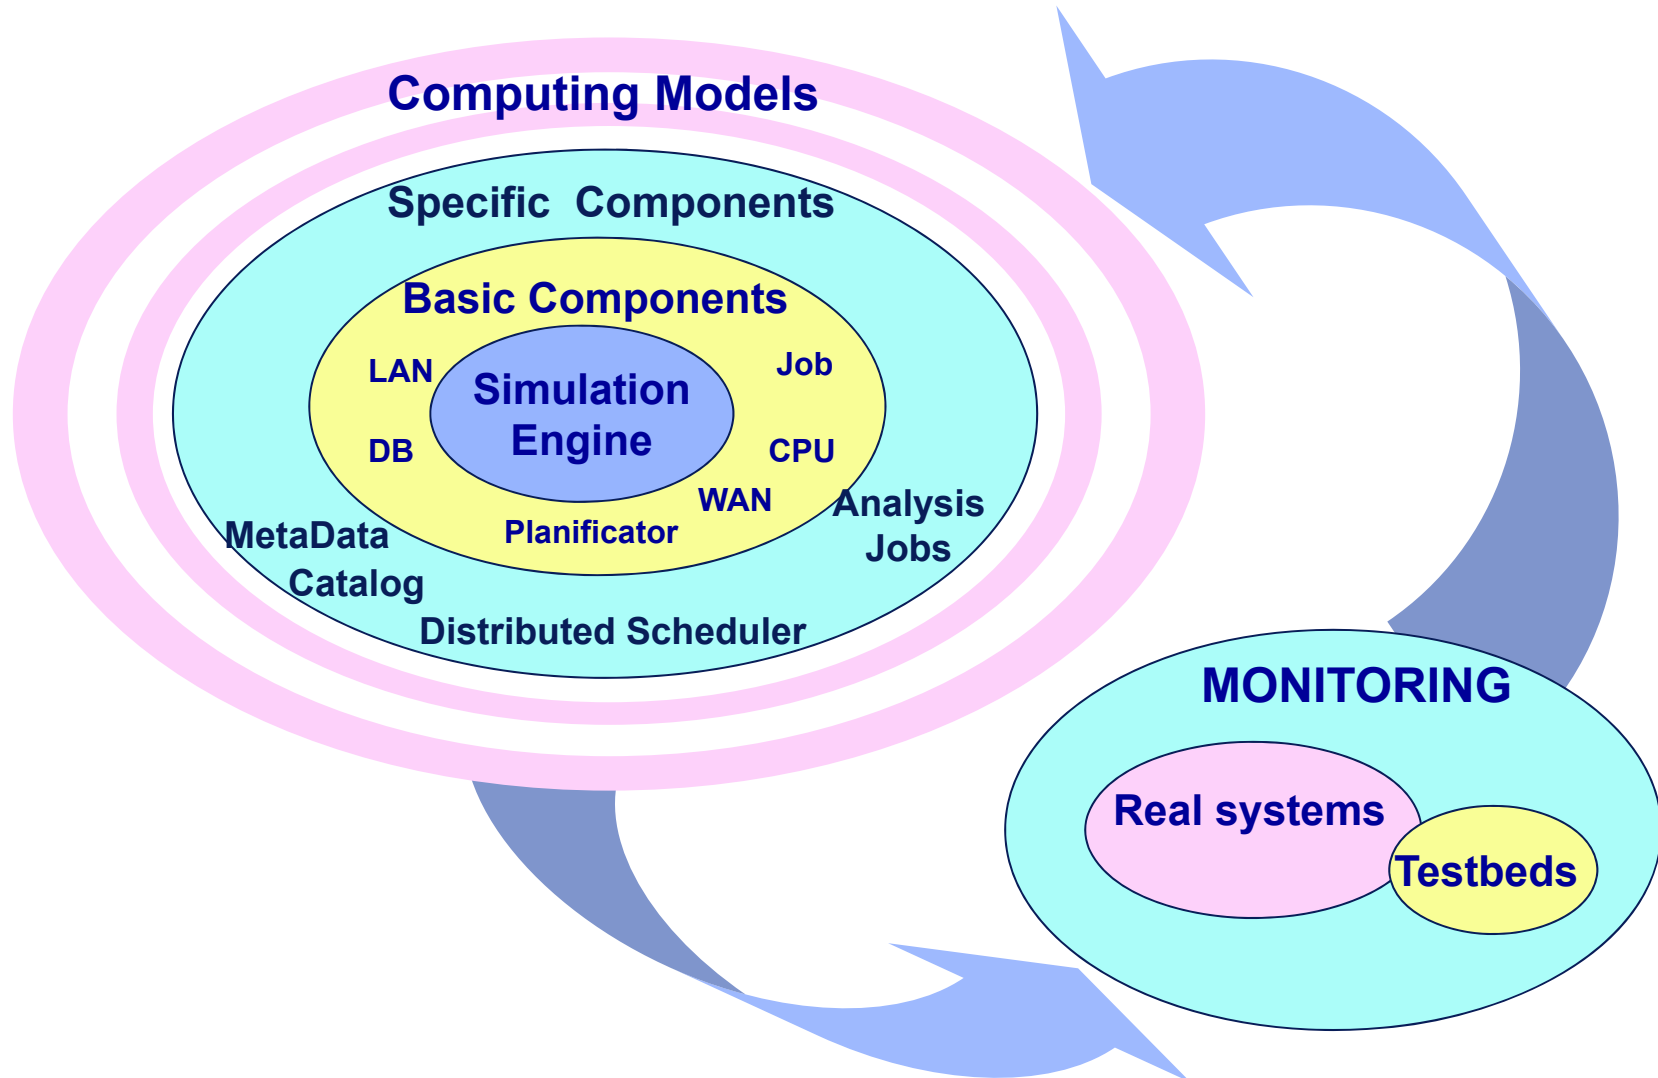 Computing Models
Specific Components
Basic Components
LAN
Job
Simulation
Engine
DB
CPU
WAN
Planificator
Analysis
Jobs
MetaData
Catalog
Distributed Scheduler
MONITORING
Real systems
Testbeds